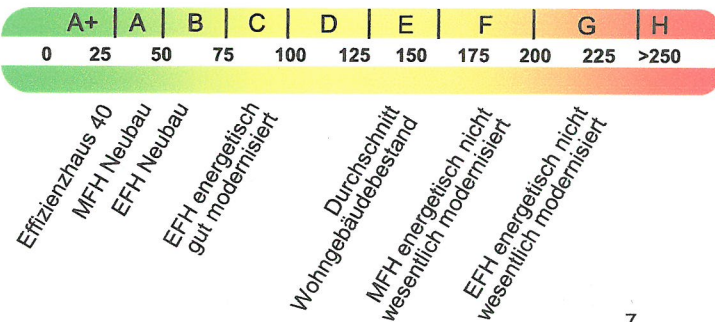 A+ A B C D E F G H
0 25 50 75 100 125 150 175 200 225 >250
Effizienzhaus 40
MFH Neubau
EFH Neubau
EFH energetisch
gut modernisiert
Durchschnitt
Wohngebäudebestand
MFH energetisch nicht
wesentlich modernisiert
EFH energetisch nicht
wesentlich modernisiert